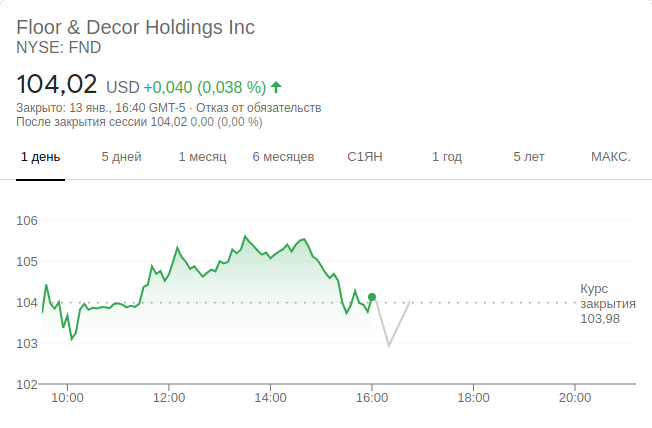 Floor & Decor Holdings Inc
NYSE: FND
104,02 USD +0,040 (0,038 %)
Закрыто: 13 янв., 16:40 GMT-5 · Отказ от обязательств
После закрытия сессии 104,02 0,00 (0,00 %)
1 день 5 дней 1 месяц 6 месяцев С1ЯН 1 год 5 лет МАКС.
106
105
104
103
102
Курс
закрытия
103,98
10:00 12:00 14:00 16:00 18:00 20:00